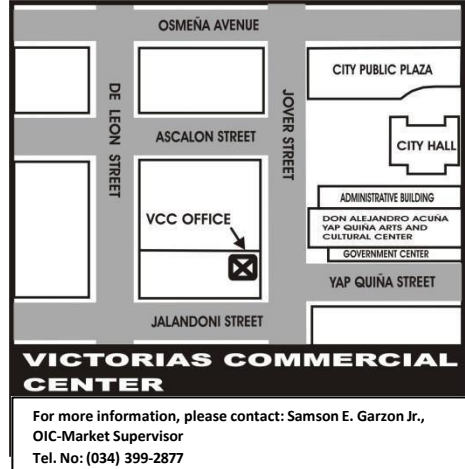 OSMEÑA AVENUE
CITY PUBLIC PLAZA
DE LEON STREET
JOVER STREET
ASCALON STREET
CITY HALL
ADMINISTRATIVE BUILDING
DON ALEJANDRO ACUÑA
YAP QUIÑA ARTS AND
CULTURAL CENTER
GOVERNMENT CENTER
VCC OFFICE
YAP QUIÑA STREET
JALANDONI STREET
VICTORIAS COMMERCIAL
CENTER
For more information, please contact: Samson E. Garzon Jr.,
OIC-Market Supervisor
Tel. No: (034) 399-2877